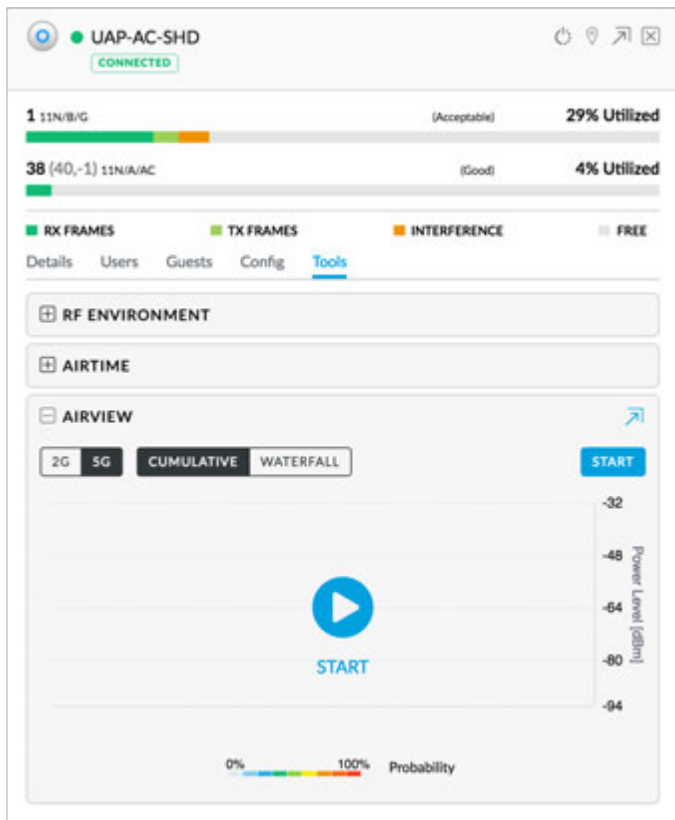 UAP-AC-SHD
CONNECTED
1 11N/B/G (Acceptable) 29% Utilized
38 (40,-1) 11N/A/AC (Good) 4% Utilized
RX FRAMES TX FRAMES INTERFERENCE FREE
Details Users Guests Config Tools
RF ENVIRONMENT
AIRTIME
AIRVIEW
2G 5G CUMULATIVE WATERFALL START
-32
-48
-64
-80
-94
Power Level [dBm]
START
0% 100% Probability